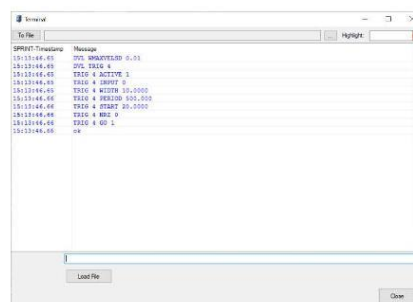 Terminal
To File
...
Highlight:
SPRINT-Timestamp Message
15:13:46.65 DVL NMAXVELSD 0.01
15:13:46.65 DVL TRIG 4
15:13:46.65 TRIG 4 ACTIVE 1
15:13:46.65 TRIG 4 INPUT 0
15:13:46.65 TRIG 4 WIDTH 10.0000
15:13:46.66 TRIG 4 PERIOD 500.000
15:13:46.66 TRIG 4 START 20.0000
15:13:46.66 TRIG 4 NRZ 0
15:13:46.66 TRIG 4 GO 1
15:13:46.66 ok
Load File
Close